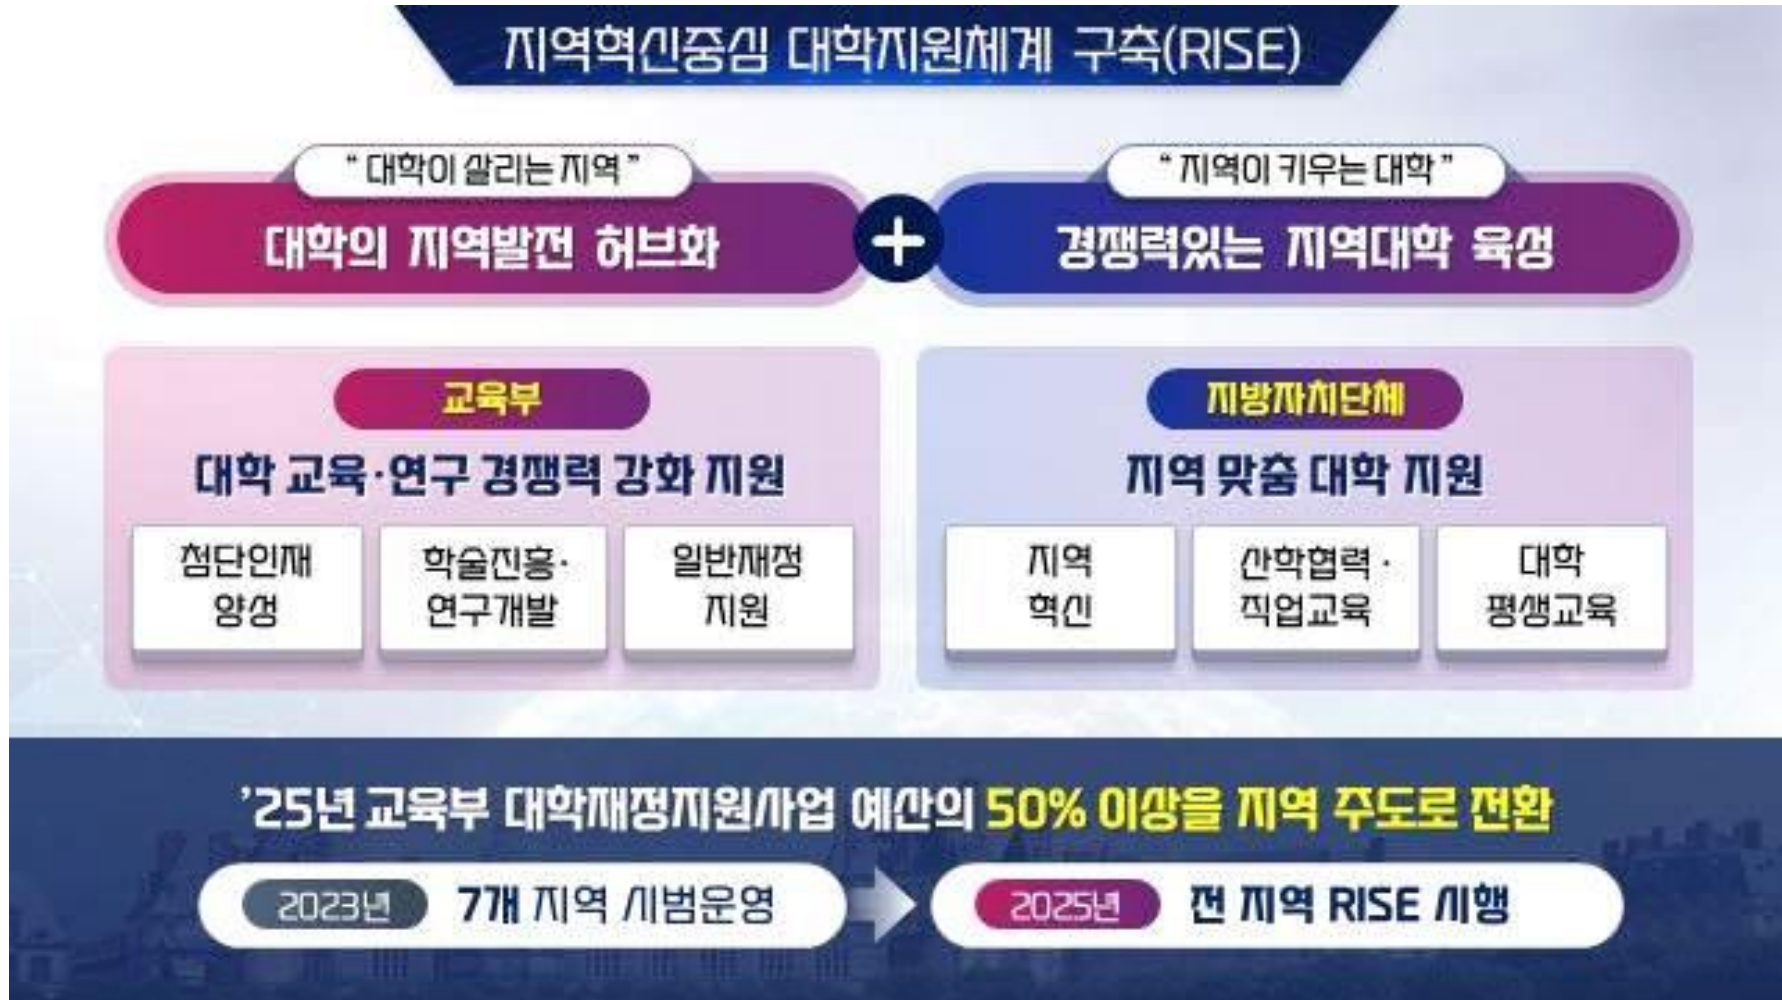 지역혁신중심 대학지원체계 구축(RISE)
“ 대학이 살리는 지역 ”
대학의 지역발전 허브화
+
“ 지역이 키우는 대학 ”
경쟁력있는 지역대학 육성
교육부
대학 교육·연구 경쟁력 강화 지원
첨단인재
양성
학술진흥·
연구개발
일반재정
지원
지방자치단체
지역 맞춤 대학 지원
지역
혁신
산학협력·
직업교육
대학
평생교육
’25년 교육부 대학재정지원사업 예산의 50% 이상을 지역 주도로 전환
2023년 7개 지역 시범운영
2025년 전 지역 RISE 시행